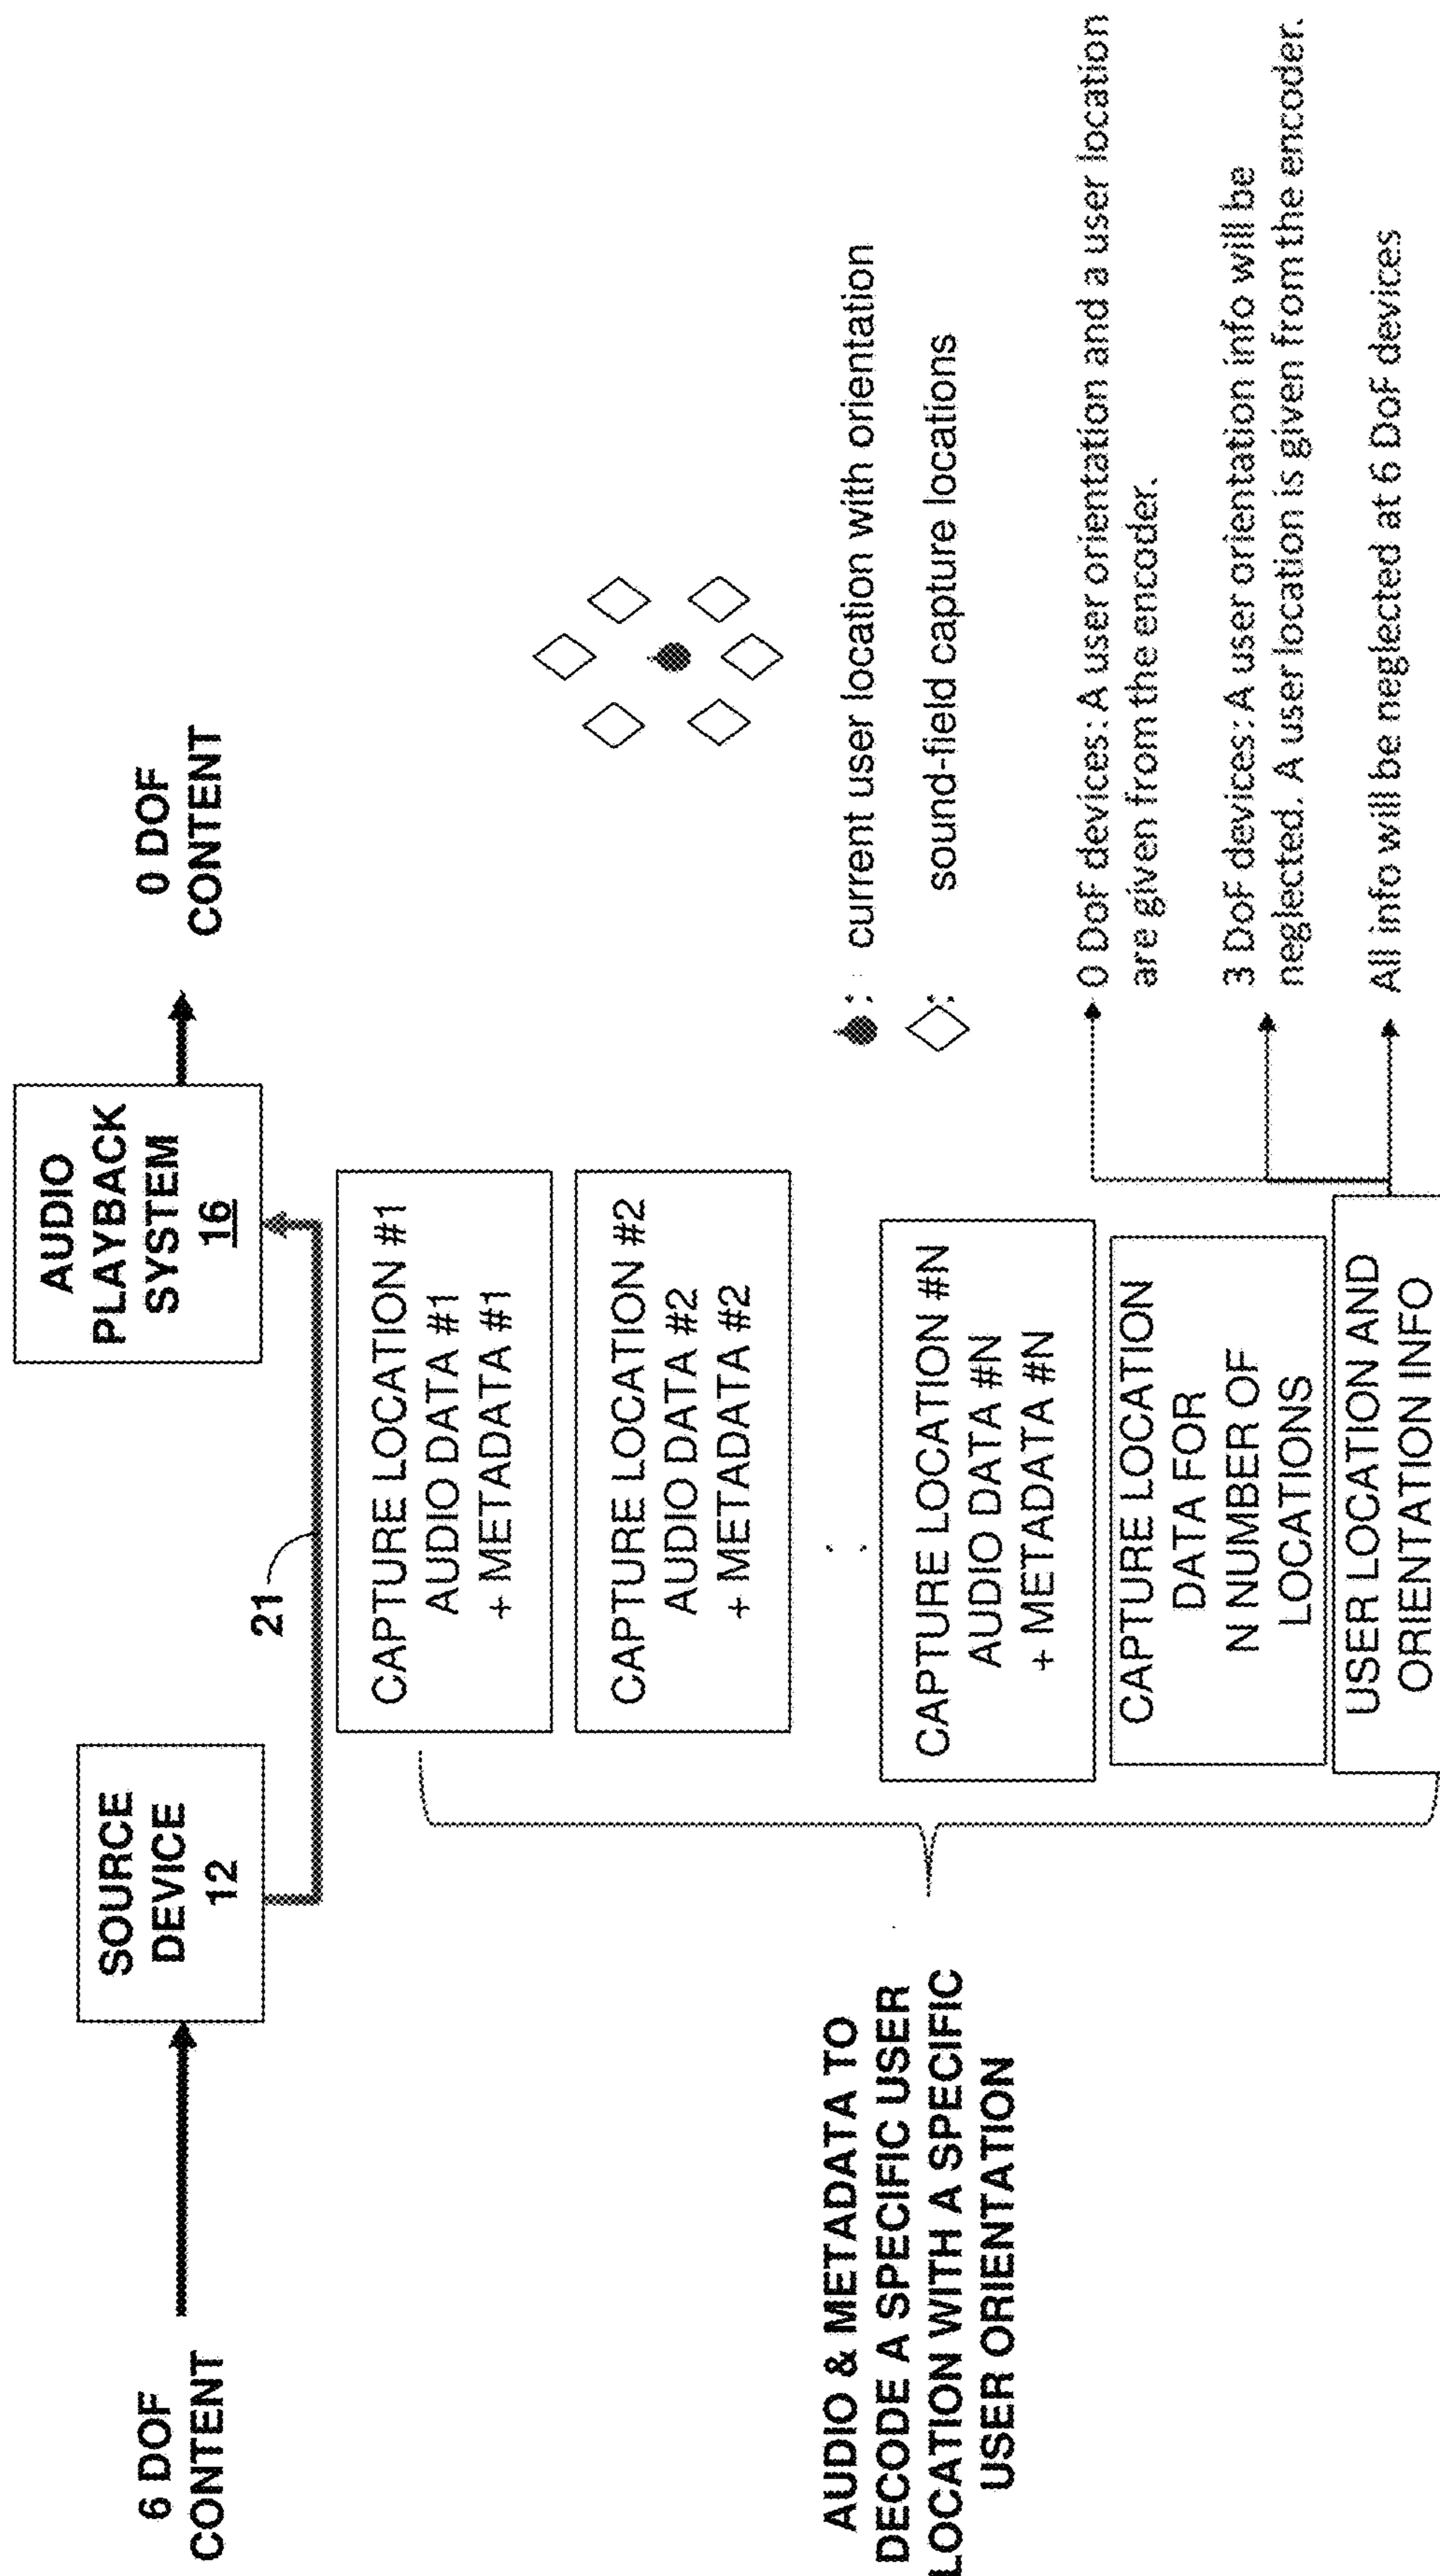 6 DOF
CONTENT
SOURCE
DEVICE
12
21
AUDIO
PLAYBACK
SYSTEM
16
0 DOF
CONTENT
AUDIO & METADATA TO
DECODE A SPECIFIC USER
LOCATION WITH A SPECIFIC
USER ORIENTATION
CAPTURE LOCATION #1
AUDIO DATA #1
+ METADATA #1
CAPTURE LOCATION #2
AUDIO DATA #2
+ METADATA #2
CAPTURE LOCATION #N
AUDIO DATA #N
+ METADATA #N
CAPTURE LOCATION
DATA FOR
N NUMBER OF
LOCATIONS
USER LOCATION AND
ORIENTATION INFO
: current user location with orientation
: sound-field capture locations
0 DoF devices: A user orientation and a user location
are given from the encoder.
3 DoF devices: A user orientation info will be
neglected. A user location is given from the encoder.
All info will be neglected at 6 DoF devices